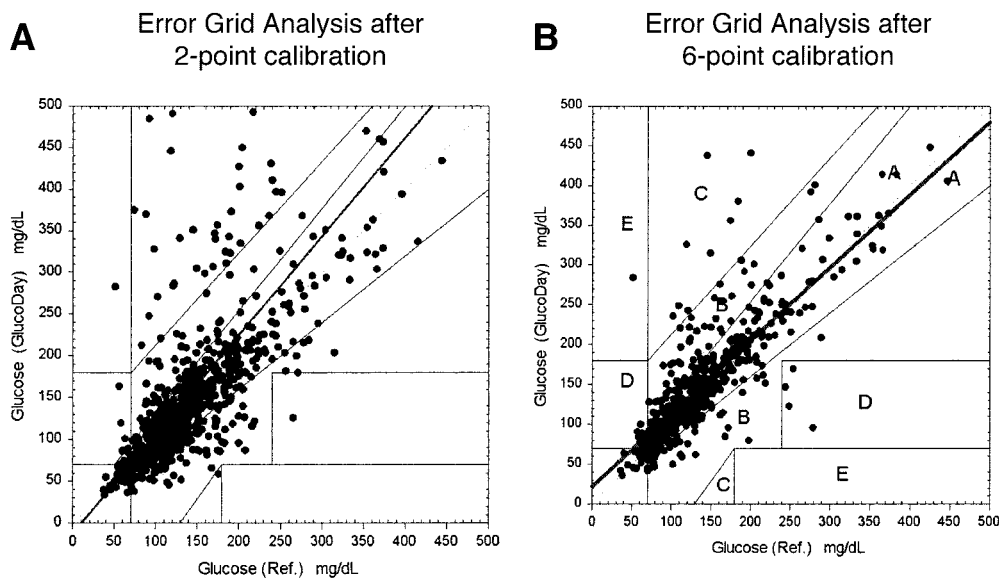 A
Error Grid Analysis after
2-point calibration
Glucose (GlucoDay) mg/dL
500
450
400
350
300
250
200
150
100
50
0
0 50 100 150 200 250 300 350 400 450 500
Glucose (Ref.) mg/dL
B
Error Grid Analysis after
6-point calibration
Glucose (GlucoDay) mg/dL
500
450
400
350
300
250
200
150
100
50
0
A A
C
E
B
D
B D
C E
0 50 100 150 200 250 300 350 400 450 500
Glucose (Ref.) mg/dL